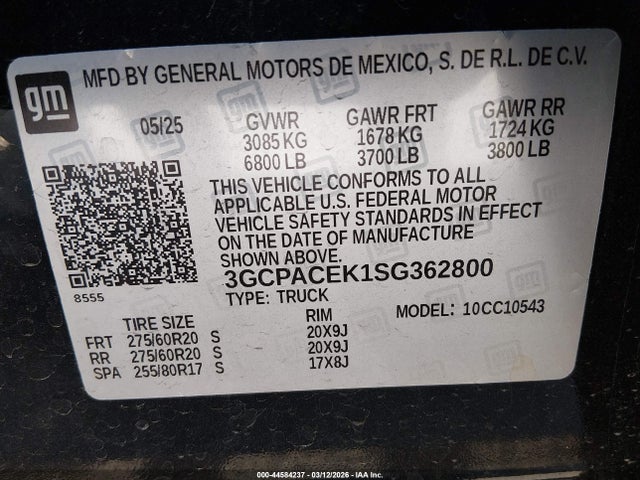 gm
MFD BY GENERAL MOTORS DE MEXICO, S. DE R.L. DE C.V.
05/25 GVWR GAWR FRT GAWR RR
3085 KG 1678 KG 1724 KG
6800 LB 3700 LB 3800 LB
THIS VEHICLE CONFORMS TO ALL
APPLICABLE U.S. FEDERAL MOTOR
VEHICLE SAFETY STANDARDS IN EFFECT
ON THE DATE OF MANUFACTURE
SHOWN ABOVE.
8555
3GCPACEK1SG362800
TYPE: TRUCK
MODEL: 10CC10543
TIRE SIZE RIM
FRT 275/60R20 S 20X9J
RR 275/60R20 S 20X9J
SPA 255/80R17 S 17X8J
000-44584237 - 03/12/2026 - IAA Inc.